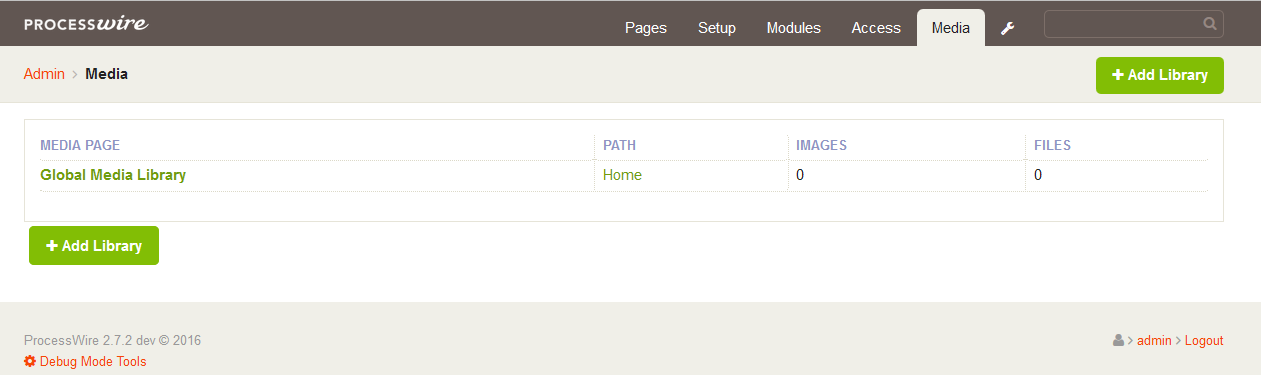 PROCESSwire
Pages Setup Modules Access Media
Admin > Media
Add Library
MEDIA PAGE PATH IMAGES FILES
Global Media Library Home 0 0
Add Library
ProcessWire 2.7.2 dev © 2016
admin > Logout
Debug Mode Tools